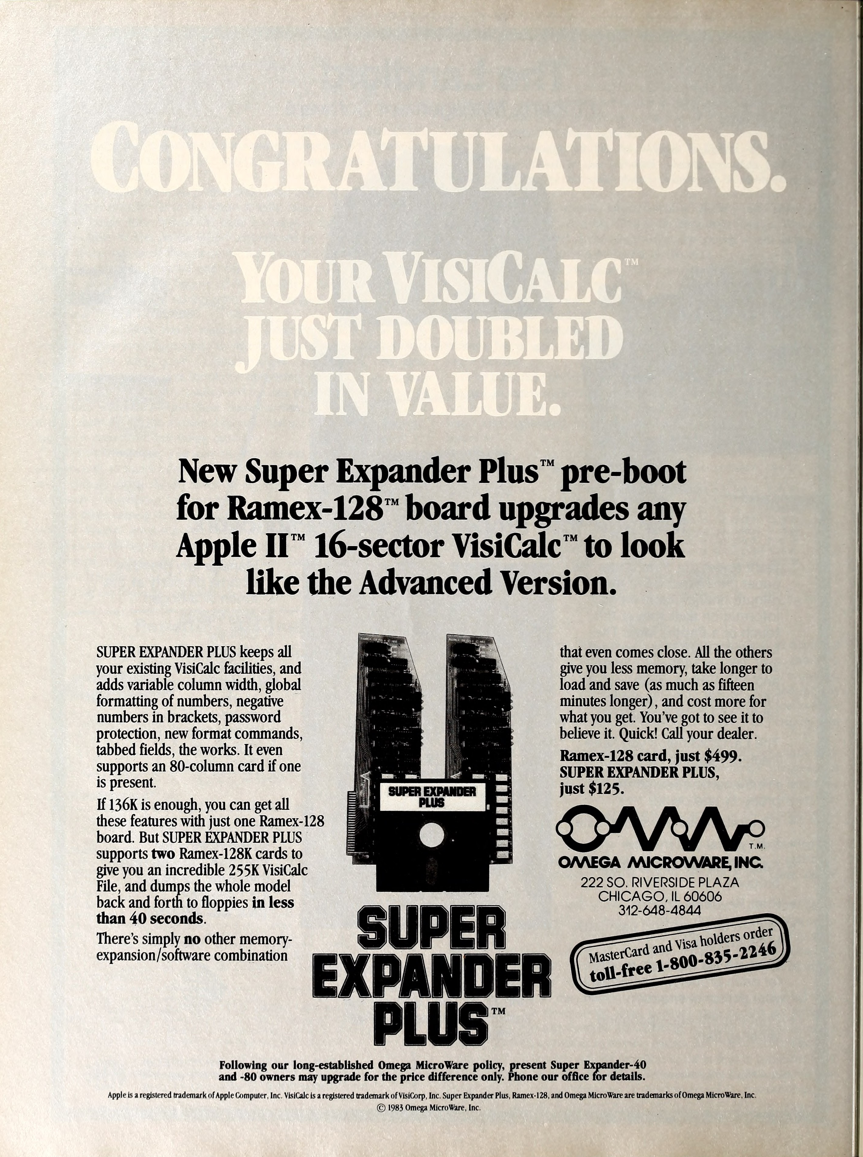 CONGRATULATIONS.
YOUR VISICALC™
JUST DOUBLED
IN VALUE.
New Super Expander Plus™ pre-boot
for Ramex-128™ board upgrades any
Apple II™ 16-sector VisiCalc™ to look
like the Advanced Version.
SUPER EXPANDER PLUS keeps all
your existing VisiCalc facilities, and
adds variable column width, global
formatting of numbers, negative
numbers in brackets, password
protection, new format commands,
tabbed fields, the works. It even
supports an 80-column card if one
is present.
If 136K is enough, you can get all
these features with just one Ramex-128
board. But SUPER EXPANDER PLUS
supports two Ramex-128K cards to
give you an incredible 255K VisiCalc
File, and dumps the whole model
back and forth to floppies in less
than 40 seconds.
There's simply no other memory-
expansion/software combination
SUPER EXPANDER
PLUS
SUPER
EXPANDER
PLUS™
that even comes close. All the others
give you less memory, take longer to
load and save (as much as fifteen
minutes longer), and cost more for
what you get. You've got to see it to
believe it. Quick! Call your dealer.
Ramex-128 card, just $499.
SUPER EXPANDER PLUS,
just $125.
T.M.
OMEGA MICROWARE, INC.
222 SO. RIVERSIDE PLAZA
CHICAGO, IL 60606
312-648-4844
MasterCard and Visa holders order
toll-free 1-800-835-2246
Following our long-established Omega MicroWare policy, present Super Expander-40
and -80 owners may upgrade for the price difference only. Phone our office for details.
Apple is a registered trademark of Apple Computer, Inc. VisiCalc is a registered trademark of VisiCorp, Inc. Super Expander Plus, Ramex-128, and Omega MicroWare are trademarks of Omega MicroWare, Inc.
© 1983 Omega MicroWare, Inc.